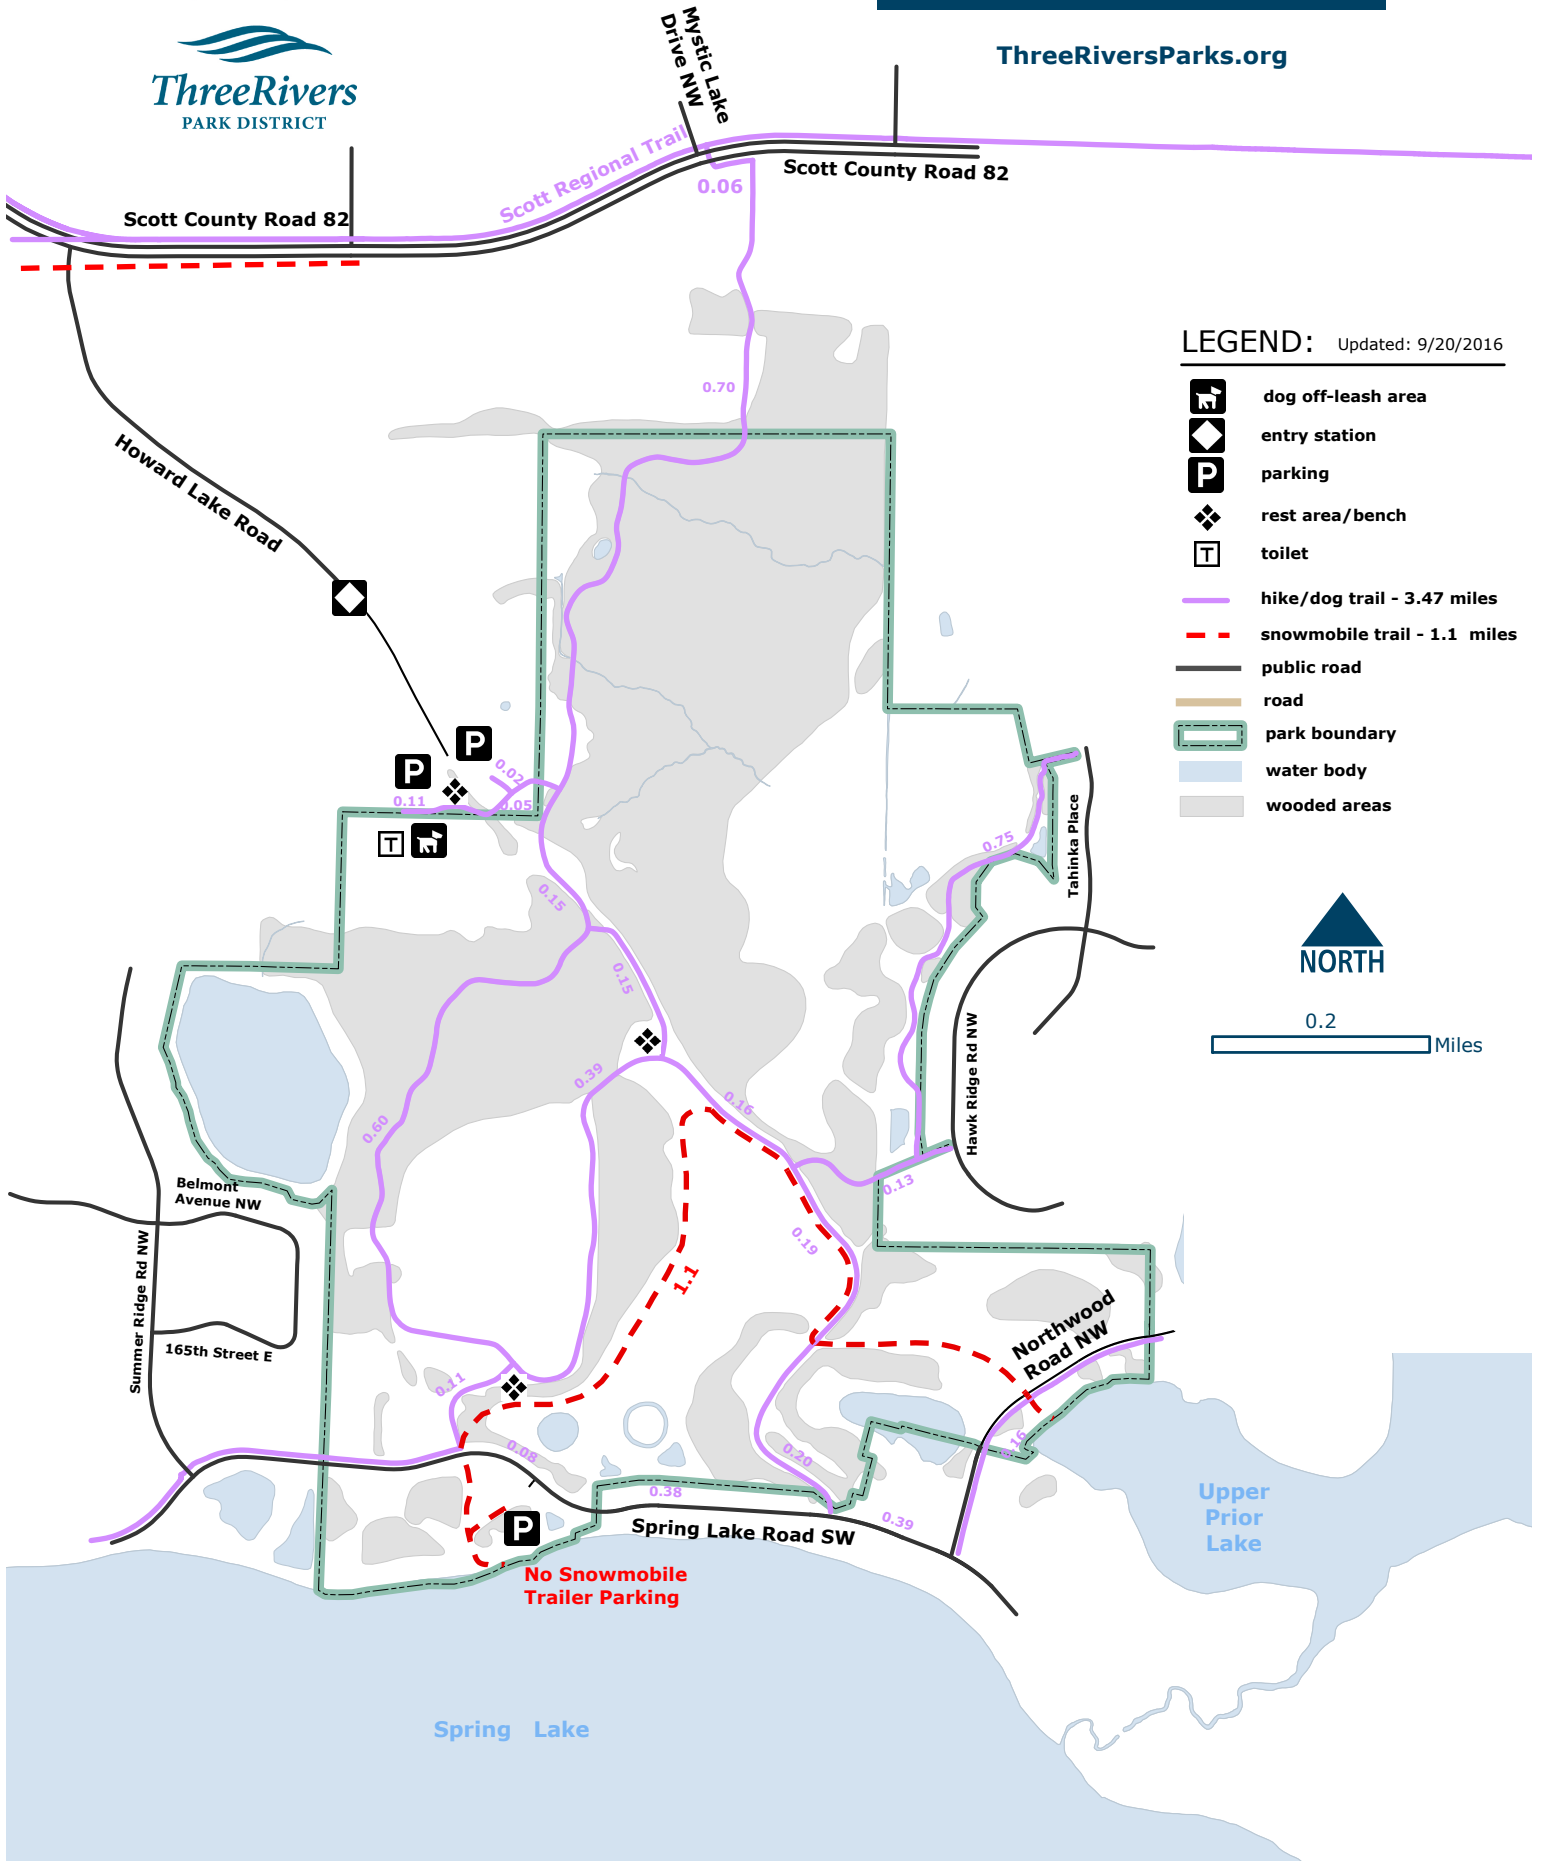 ThreeRivers
PARK DISTRICT
ThreeRiversParks.org
Mystic Lake
Drive NW
Scott Regional Trail
0.06
Scott County Road 82
Scott County Road 82
LEGEND: Updated: 9/20/2016
dog off-leash area
entry station
P parking
rest area/bench
T toilet
hike/dog trail - 3.47 miles
snowmobile trail - 1.1 miles
public road
road
park boundary
water body
wooded areas
0.70
Howard Lake Road
P
P
0.02
0.11
0.05
T
0.75
Tahinka Place
0.15
NORTH
0.15
0.2
Miles
Hawk Ridge Rd NW
0.39
0.16
0.60
0.13
Belmont
Avenue NW
Summer Ridge Rd NW
0.19
1.1
165th Street E
Northwood
Road NW
0.11
0.08
0.20
0.16
0.38
0.39
P
Spring Lake Road SW
Upper
Prior
Lake
No Snowmobile
Trailer Parking
Spring Lake